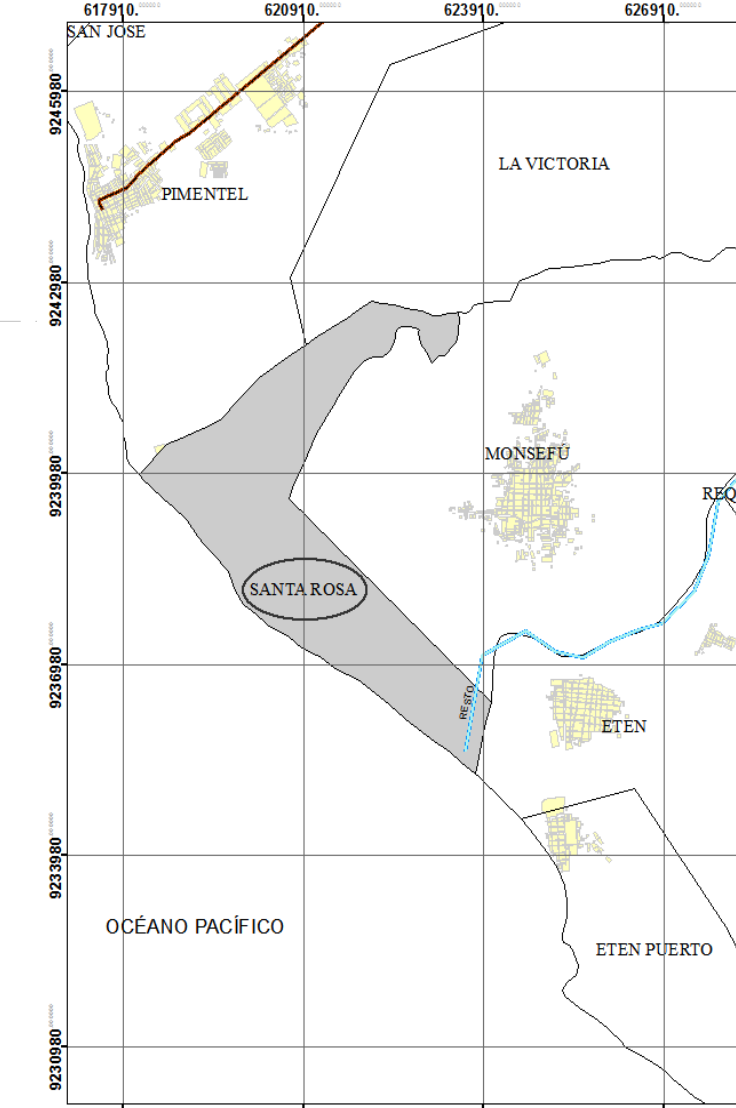 617910.
620910.
623910.
626910.
SAN JOSE
9245980
LA VICTORIA
PIMENTEL
9242980
MONSEFÚ
9239980
REQ
SANTA ROSA
9236980
RESTO
ETEN
9233980
OCÉANO PACÍFICO
ETEN PUERTO
9230980